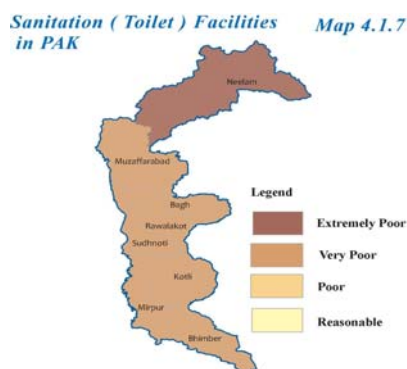 Sanitation ( Toilet ) Facilities
in PAK
Map 4.1.7
Neelam
Muzaffarabad
Bagh
Rawalakot
Sudhnoti
Kotli
Mirpur
Bhimber
Legend
Extremely Poor
Very Poor
Poor
Reasonable